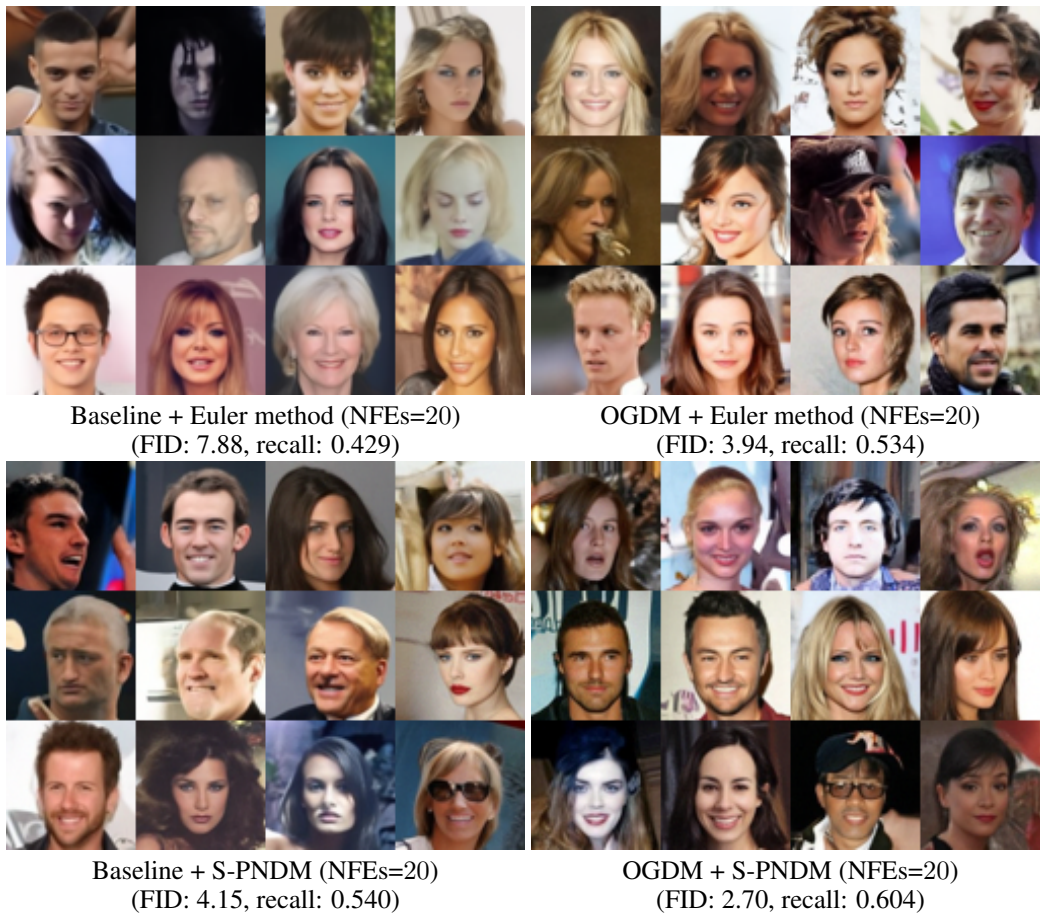 Baseline + Euler method (NFEs=20)
(FID: 7.88, recall: 0.429)
OGDM + Euler method (NFEs=20)
(FID: 3.94, recall: 0.534)
Baseline + S-PNDM (NFEs=20)
(FID: 4.15, recall: 0.540)
OGDM + S-PNDM (NFEs=20)
(FID: 2.70, recall: 0.604)